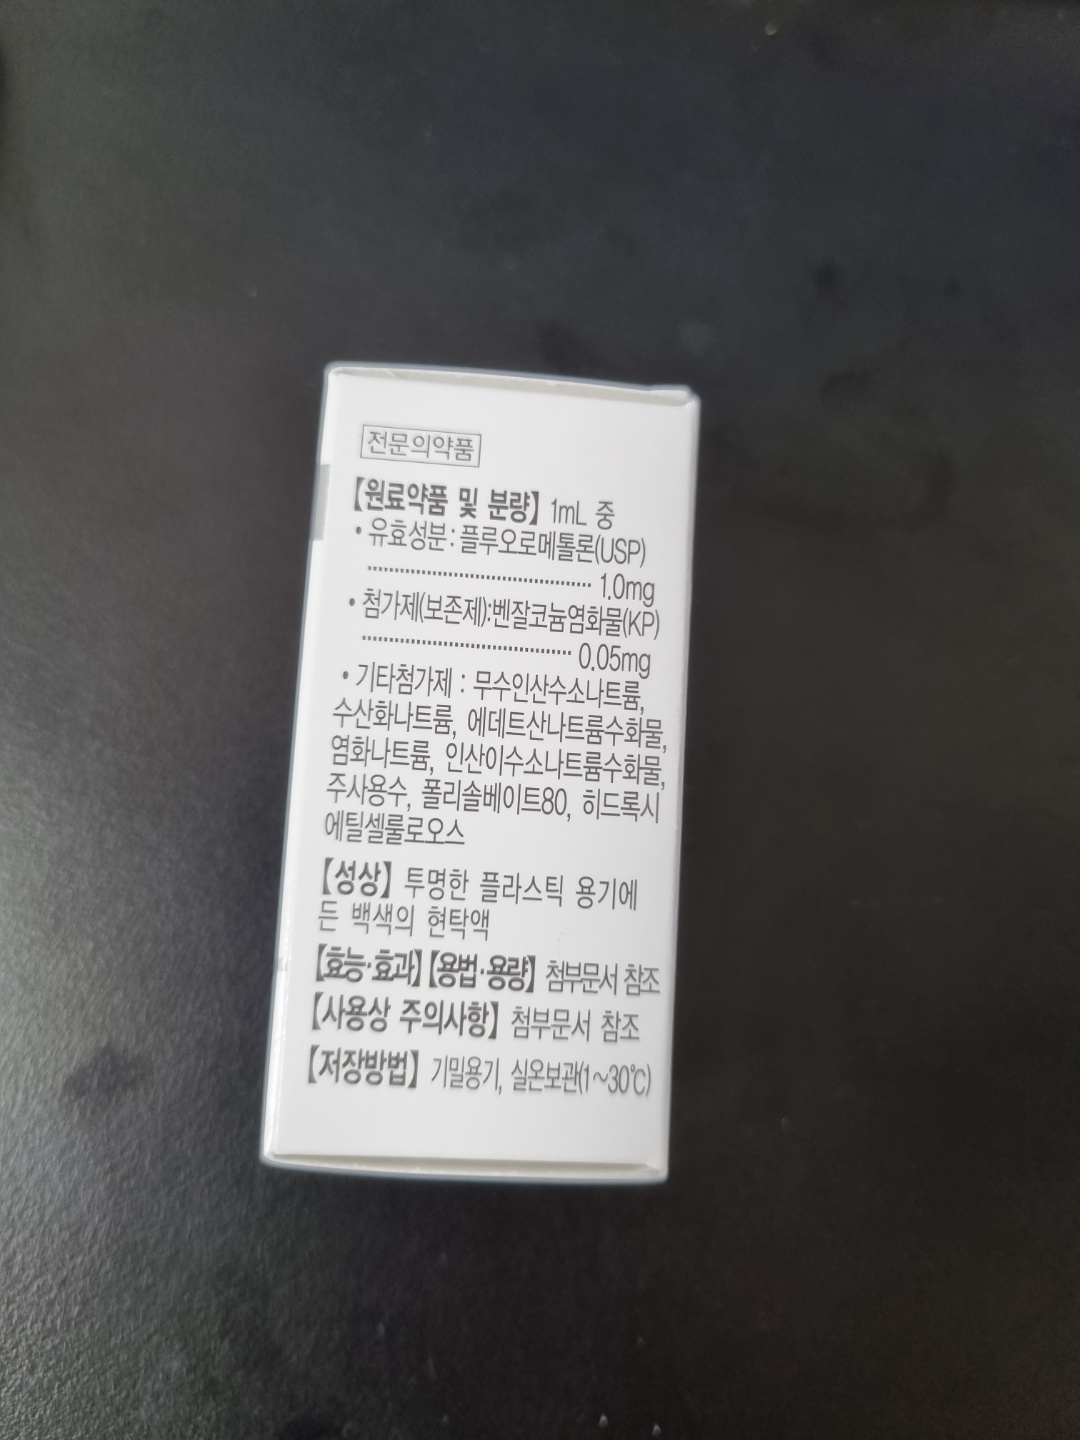 전문의약품
【원료약품 및 분량】 1mL 중
• 유효성분 : 플루오로메톨론(USP)
........................................ 1.0mg
• 첨가제(보존제):벤잘코늄염화물(KP)
..................................... 0.05mg
• 기타첨가제 : 무수인산수소나트륨,
수산화나트륨, 에데트산나트륨수화물,
염화나트륨, 인산이수소나트륨수화물,
주사용수, 폴리솔베이트80, 히드록시
에틸셀룰로오스
【성상】 투명한 플라스틱 용기에
든 백색의 현탁액
【효능·효과】【용법·용량】 첨부문서 참조
【사용상 주의사항】 첨부문서 참조
【저장방법】 기밀용기, 실온보관(1~30℃)